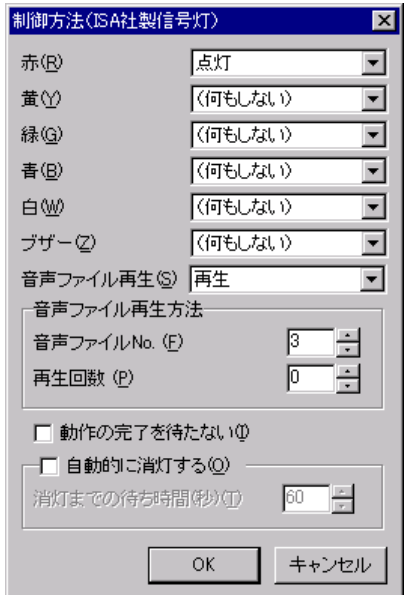 制御方法(ISA社製信号灯)
赤(R) 点灯
黄(Y) (何もしない)
緑(G) (何もしない)
青(B) (何もしない)
白(W) (何もしない)
ブザー(Z) (何もしない)
音声ファイル再生(S) 再生
音声ファイル再生方法
音声ファイルNo. (F) 3
再生回数 (P) 0
動作の完了を待たない(I)
自動的に消灯する(O)
消灯までの待ち時間(秒)(T) 60
OK キャンセル